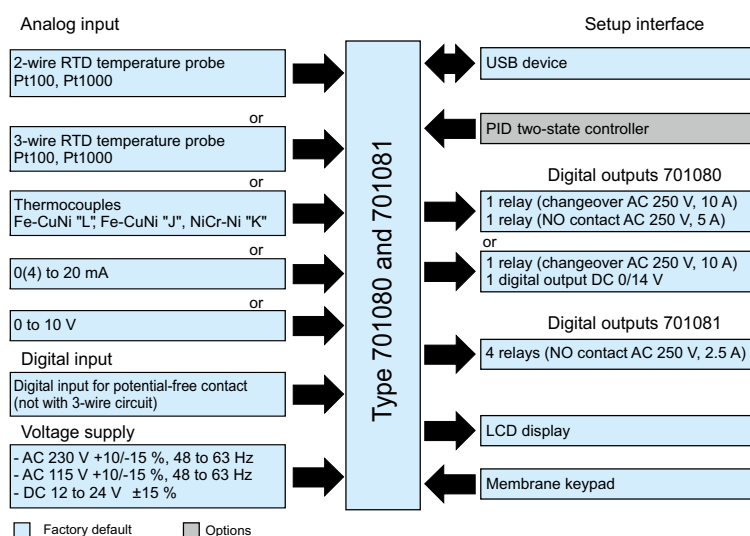 Analog input
2-wire RTD temperature probe
Pt100, Pt1000
or
3-wire RTD temperature probe
Pt100, Pt1000
or
Thermocouples
Fe-CuNi "L", Fe-CuNi "J", NiCr-Ni "K"
or
0(4) to 20 mA
or
0 to 10 V
Digital input
Digital input for potential-free contact
(not with 3-wire circuit)
Voltage supply
- AC 230 V +10/-15 %, 48 to 63 Hz
- AC 115 V +10/-15 %, 48 to 63 Hz
- DC 12 to 24 V ±15 %
Type 701080 and 701081
Setup interface
USB device
PID two-state controller
Digital outputs 701080
1 relay (changeover AC 250 V, 10 A)
1 relay (NO contact AC 250 V, 5 A)
or
1 relay (changeover AC 250 V, 10 A)
1 digital output DC 0/14 V
Digital outputs 701081
4 relays (NO contact AC 250 V, 2.5 A)
LCD display
Membrane keypad
Factory default
Options